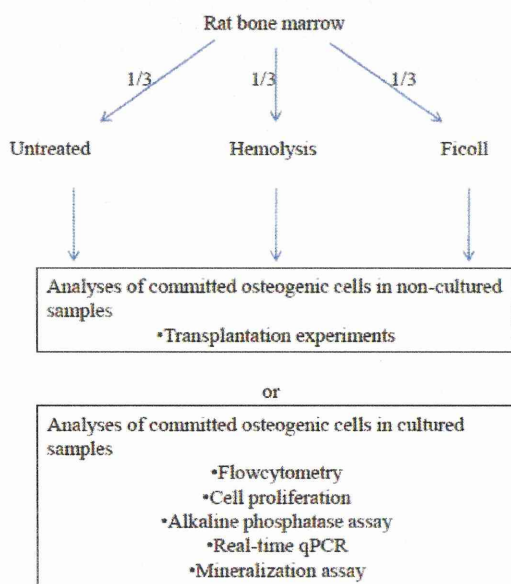 Rat bone marrow
1/3 1/3 1/3
Untreated Hemolysis Ficoll
Analyses of committed osteogenic cells in non-cultured
samples
•Transplantation experiments
or
Analyses of committed osteogenic cells in cultured
samples
•Flowcytometry
•Cell proliferation
•Alkaline phosphatase assay
•Real-time qPCR
•Mineralization assay